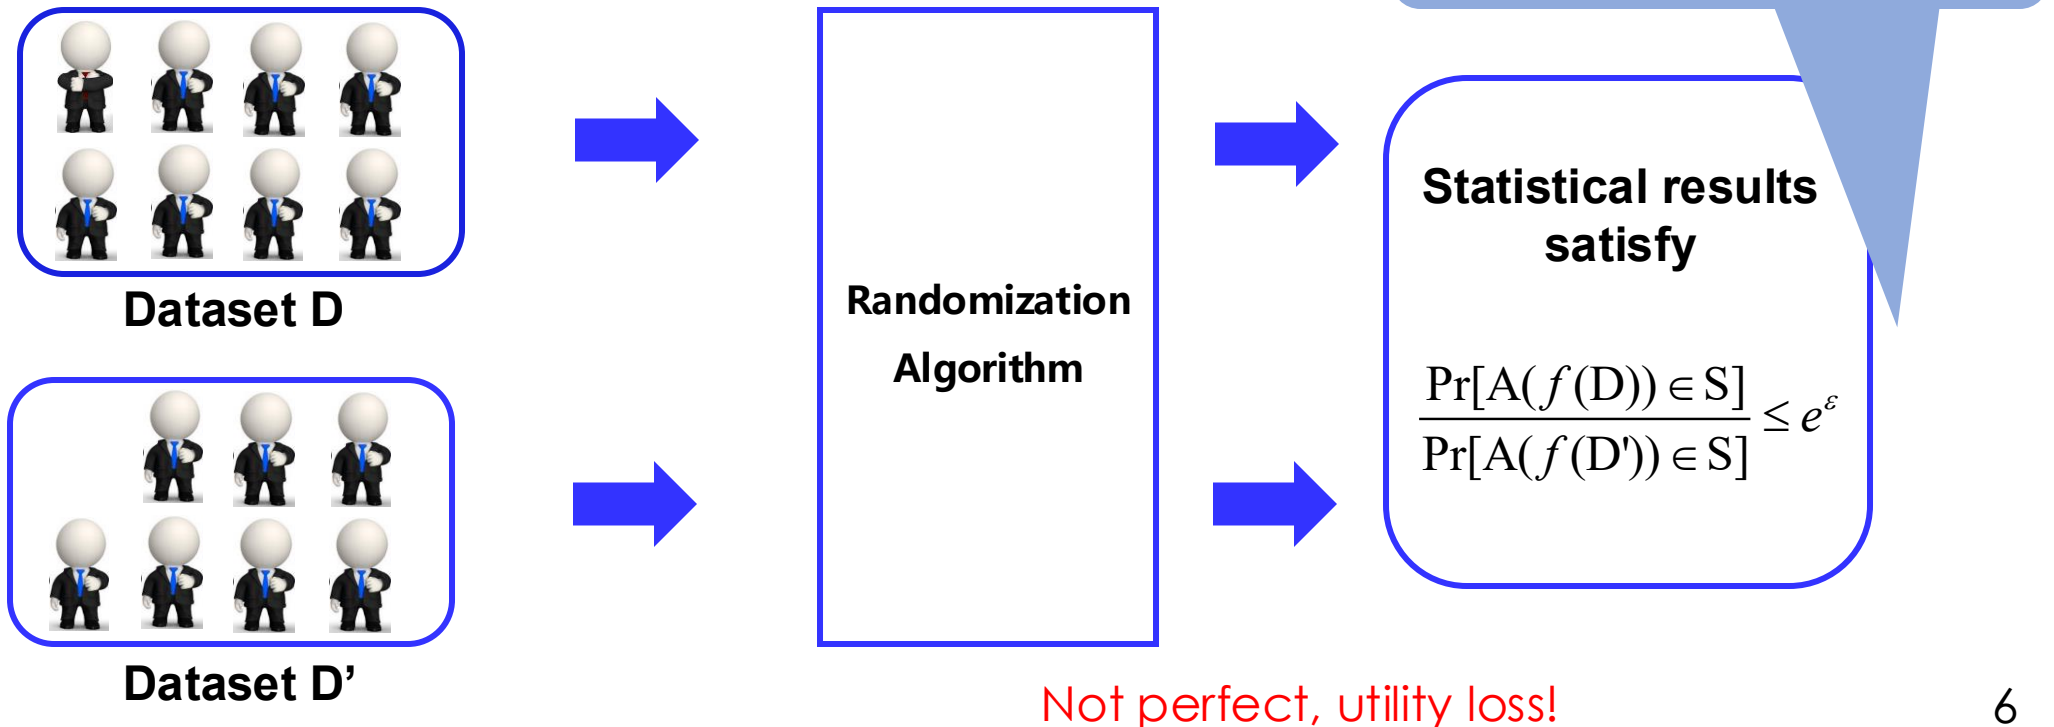 Dataset D
Dataset D’
Randomization
Algorithm
Statistical results
satisfy
Pr[A(f(D)) ∈ S]
Pr[A(f(D')) ∈ S]
≤ e^ε
Not perfect, utility loss!
6